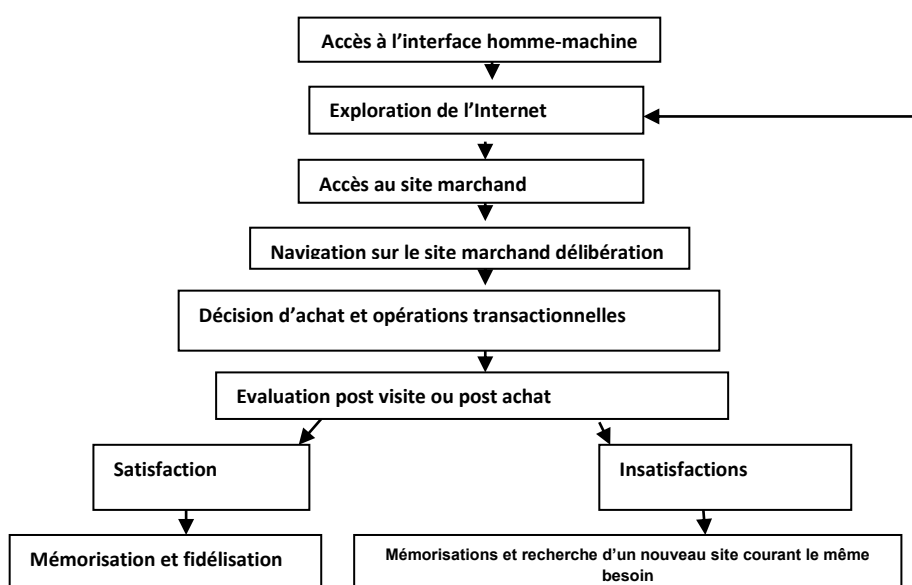 Accès à l’interface homme-machine
Exploration de l’Internet
Accès au site marchand
Navigation sur le site marchand délibération
Décision d’achat et opérations transactionnelles
Evaluation post visite ou post achat
Satisfaction
Insatisfactions
Mémorisation et fidélisation
Mémorisations et recherche d’un nouveau site courant le même
besoin